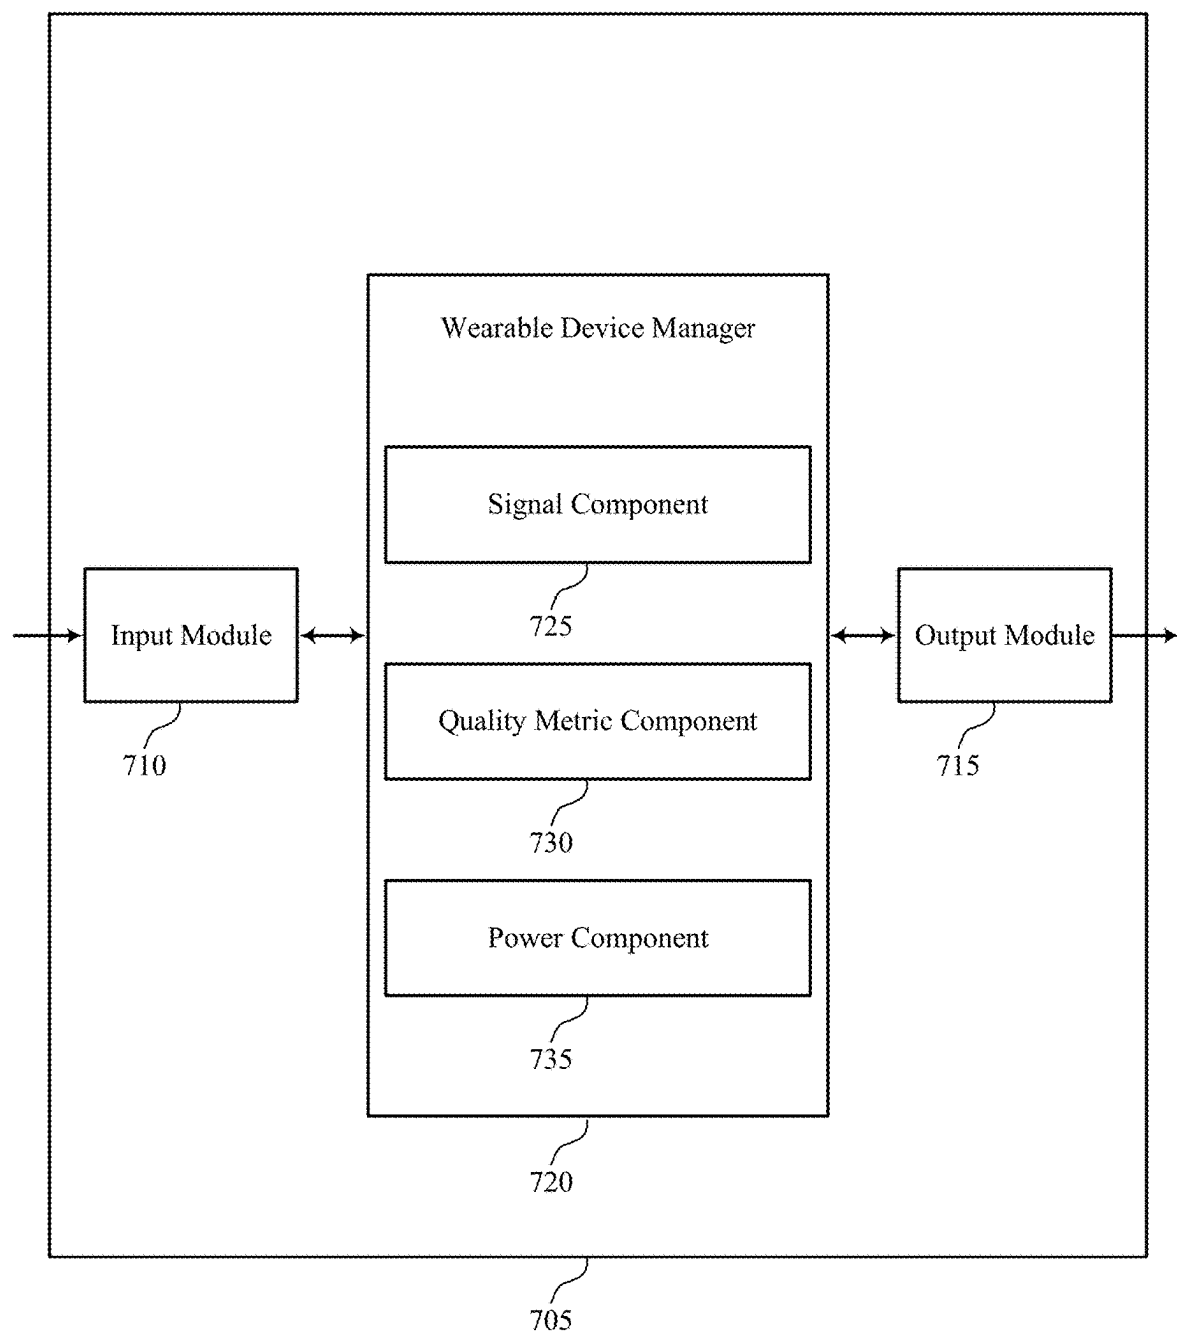 Wearable Device Manager
Signal Component
725
Input Module
710
Quality Metric Component
730
Output Module
715
Power Component
735
720
705